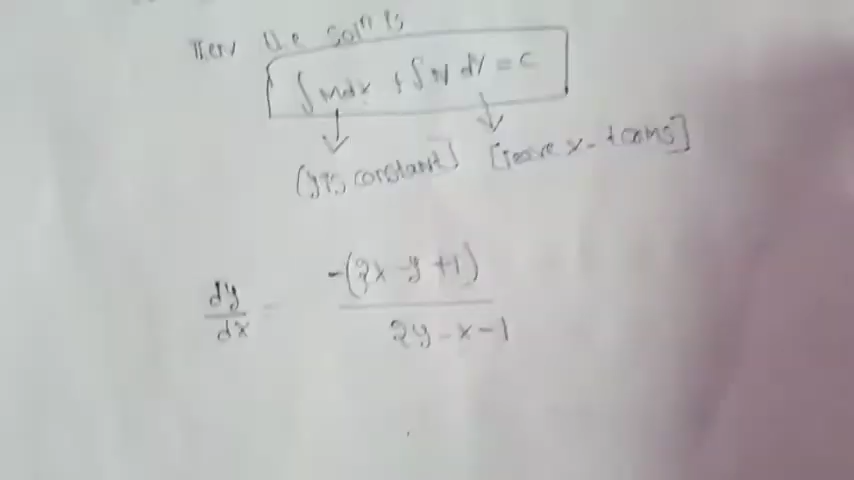 Then the solⁿ is
∫Mdx + ∫N dy = c
[y is constant] [leave x-terms]
dy/dx = -(2x-y+1)/2y-x-1